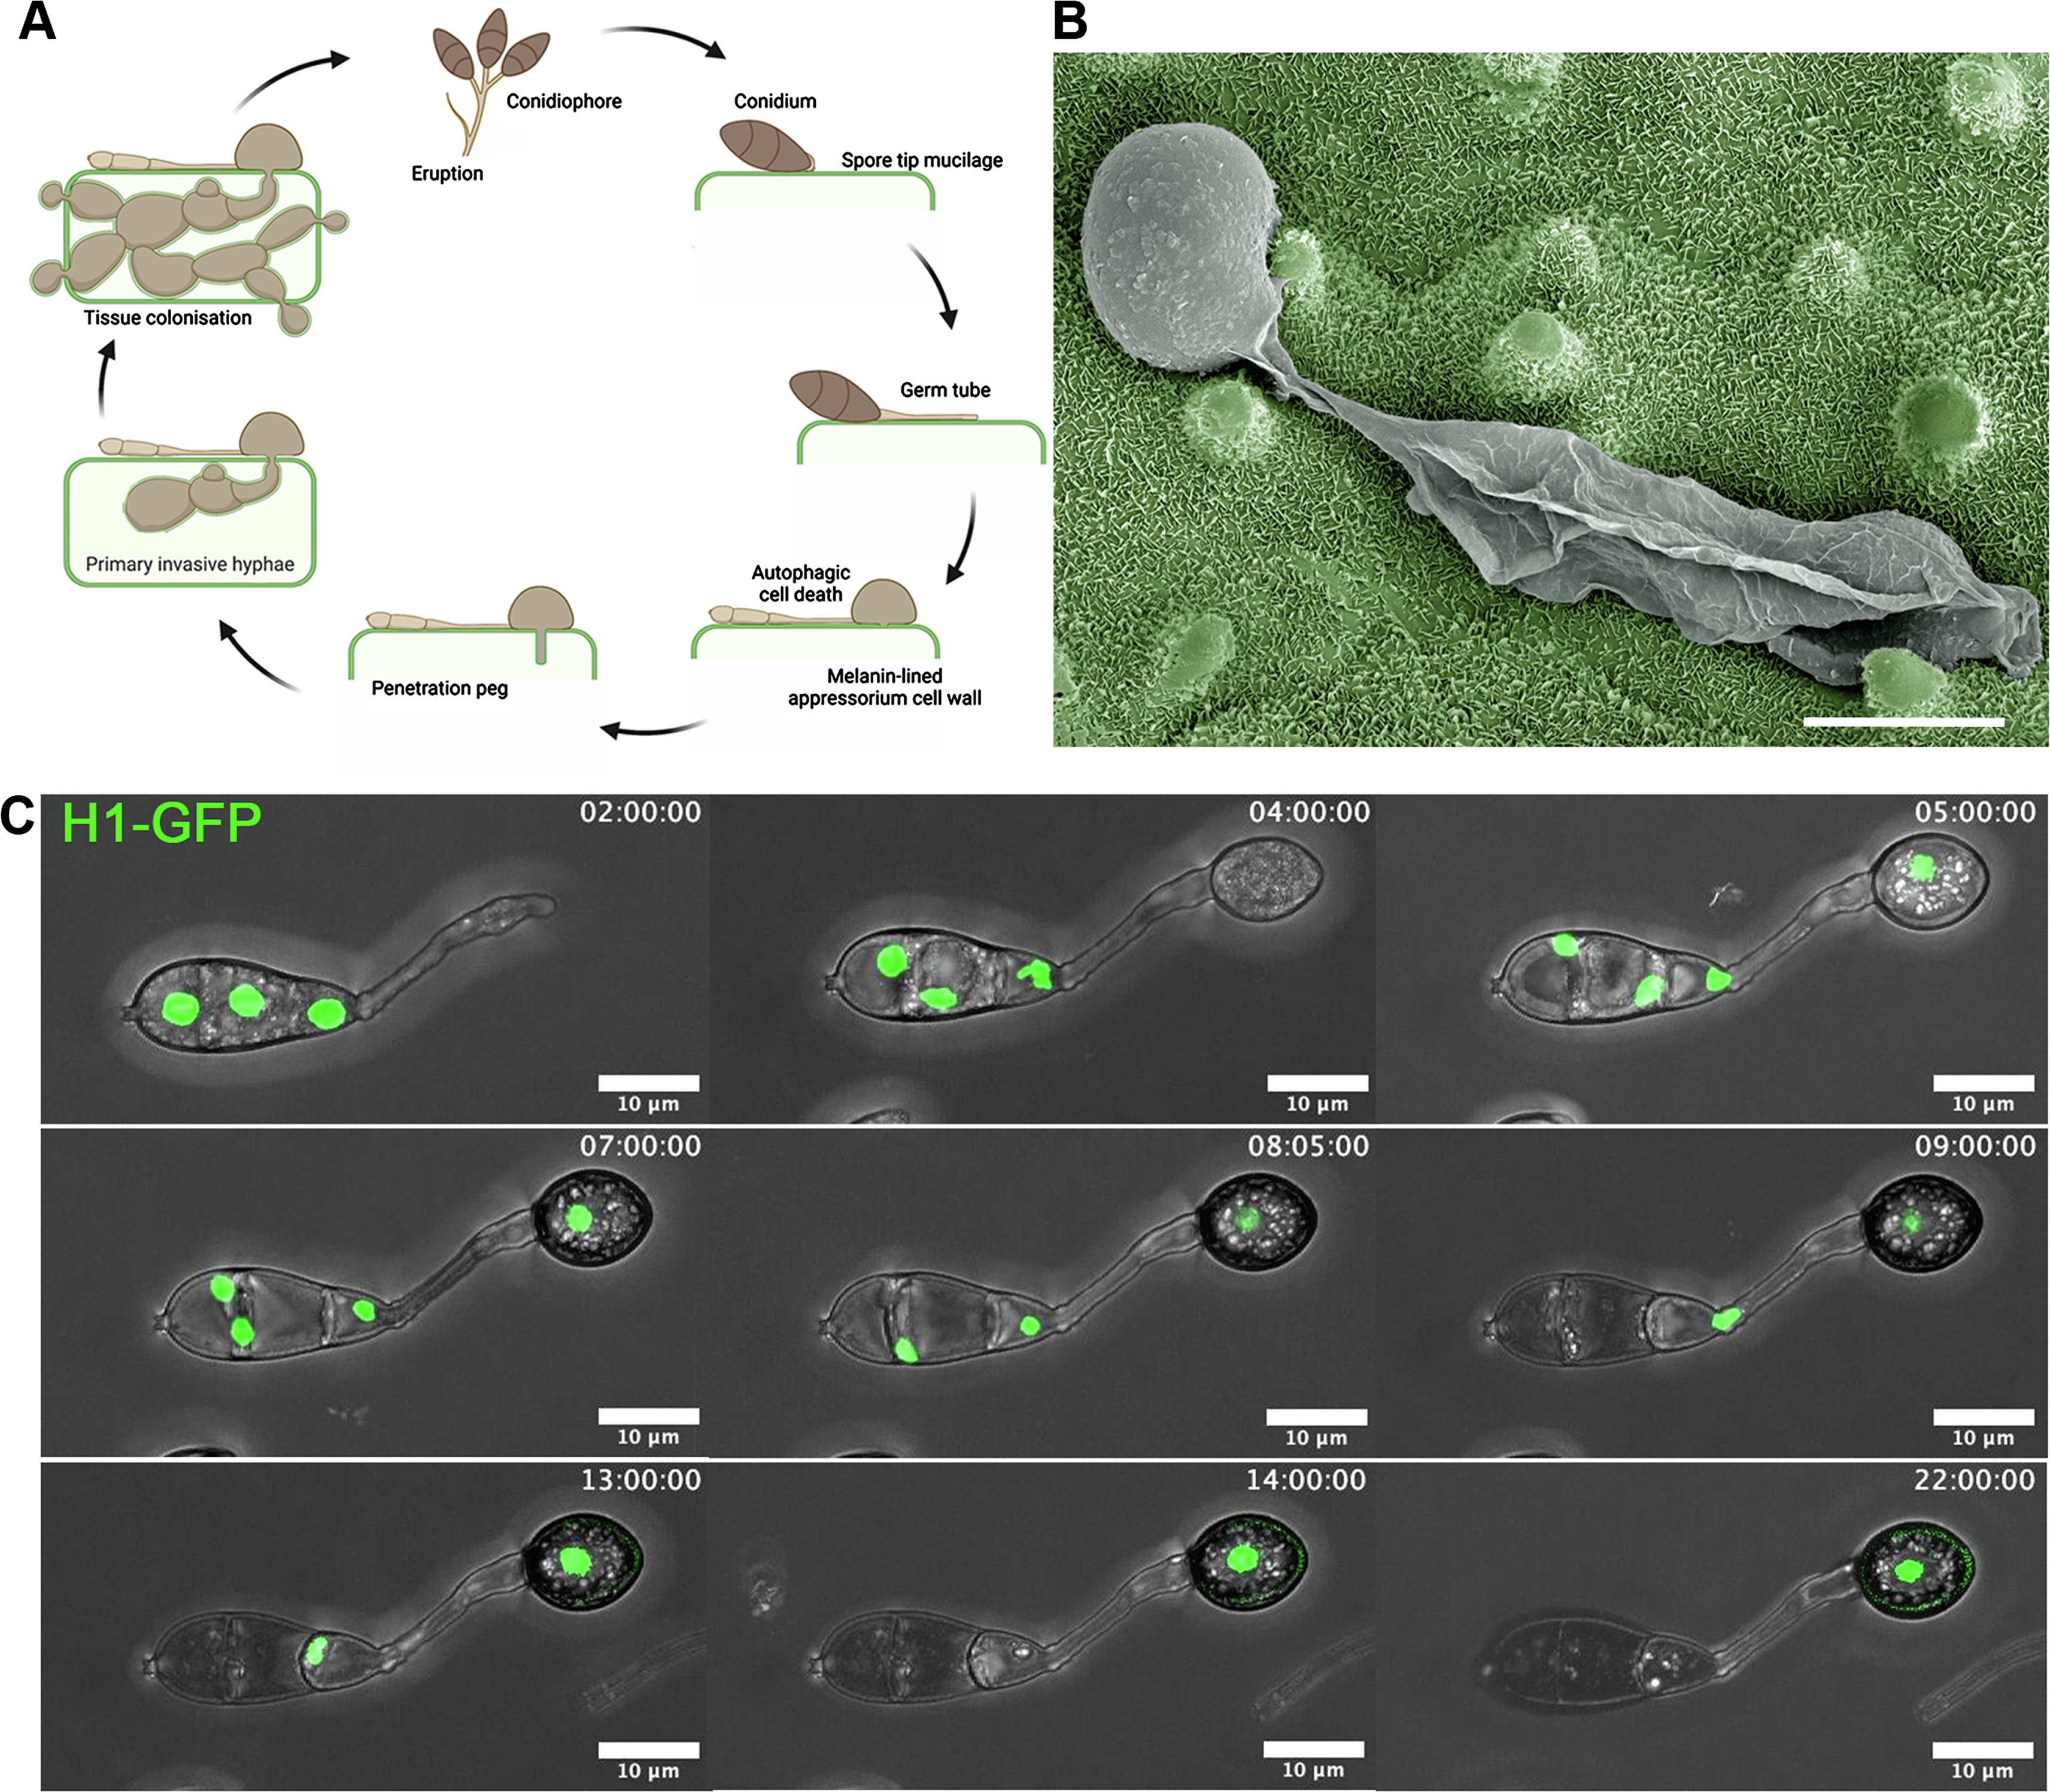 A
Conidiophore
Eruption
Conidium
Spore tip mucilage
Germ tube
Autophagic
cell death
Melanin-lined
appressorium cell wall
Penetration peg
Primary invasive hyphae
Tissue colonisation
B
C
H1-GFP
02:00:00
10 µm
04:00:00
10 µm
05:00:00
10 µm
07:00:00
10 µm
08:05:00
10 µm
09:00:00
10 µm
13:00:00
10 µm
14:00:00
10 µm
22:00:00
10 µm